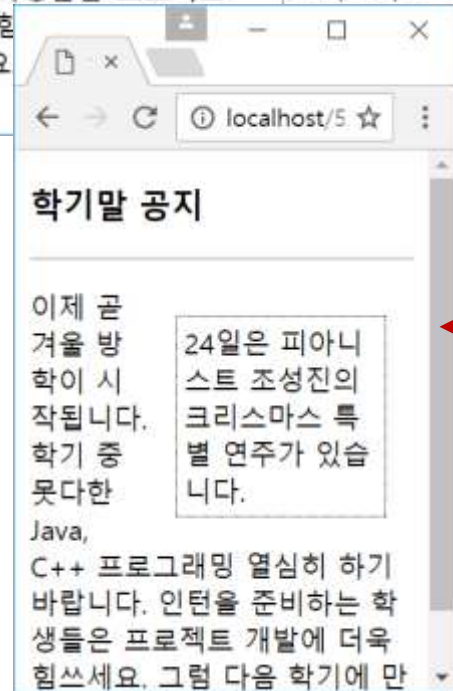 localhost/5
학기말 공지
이제 곧
겨울 방
학이 시
작됩니다.
학기 중
못다한
Java,
24일은 피아니
스트 조성진의
크리스마스 특
별 연주가 있습
니다.
C++ 프로그래밍 열심히 하기
바랍니다. 인턴을 준비하는 학
생들은 프로젝트 개발에 더욱
힘쓰세요. 그럼 다음 학기에 만